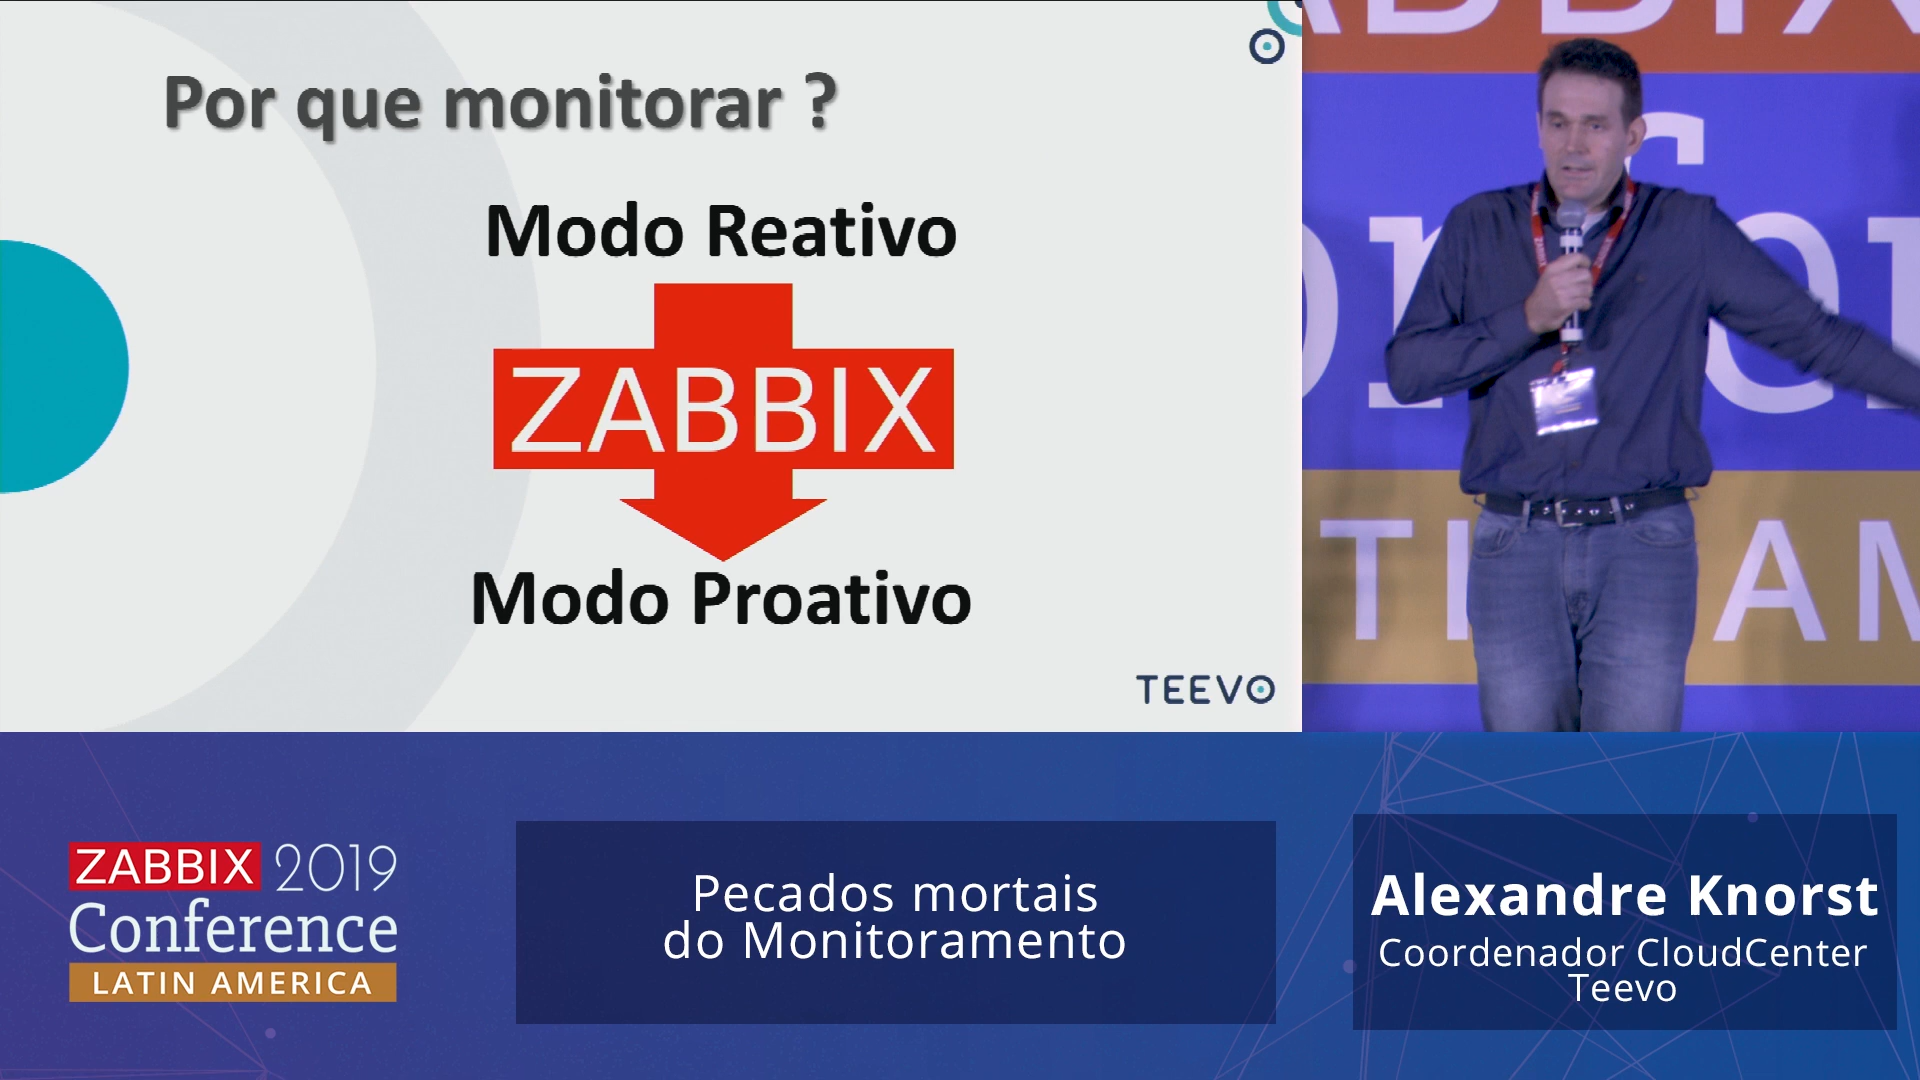 Por que monitorar ?
Modo Reativo
ZABBIX
Modo Proativo
TEEVO
ZABBIX 2019
Conference
LATIN AMERICA
Pecados mortais
do Monitoramento
Alexandre Knorst
Coordenador CloudCenter
Teevo